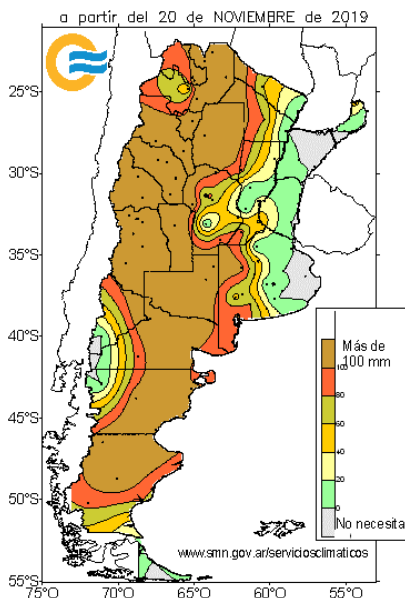 a partír del 20 de NOVIEMBRE de 2019
25°S
30°S
35°S
40°S
45°S
50°S
55°S
75°W
70°W
65°W
60°W
55°W
Más de
100 mm
100
80
60
40
20
0
No necesita
www.smn.gov.ar/serviciosclimaticos